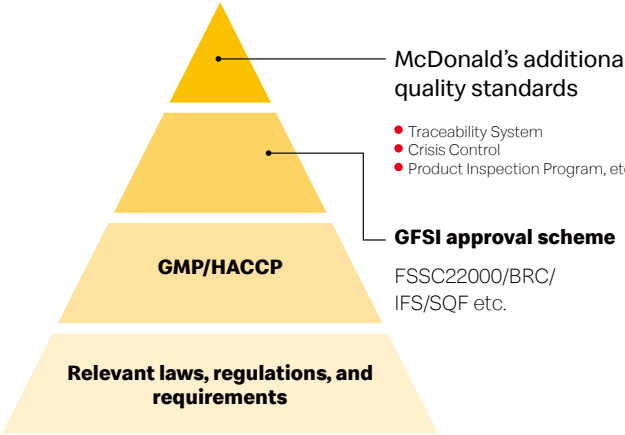 McDonald’s additiona
quality standards
● Traceability System
● Crisis Control
● Product Inspection Program, etc
GFSI approval scheme
FSSC22000/BRC/
IFS/SQF etc.
GMP/HACCP
Relevant laws, regulations, and
requirements